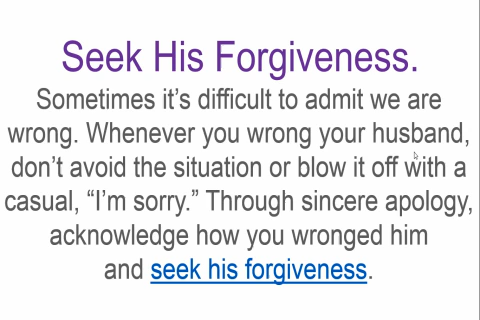 Seek His Forgiveness.
Sometimes it’s difficult to admit we are
wrong. Whenever you wrong your husband,
don’t avoid the situation or blow it off with a
casual, “I’m sorry.” Through sincere apology,
acknowledge how you wronged him
and seek his forgiveness.